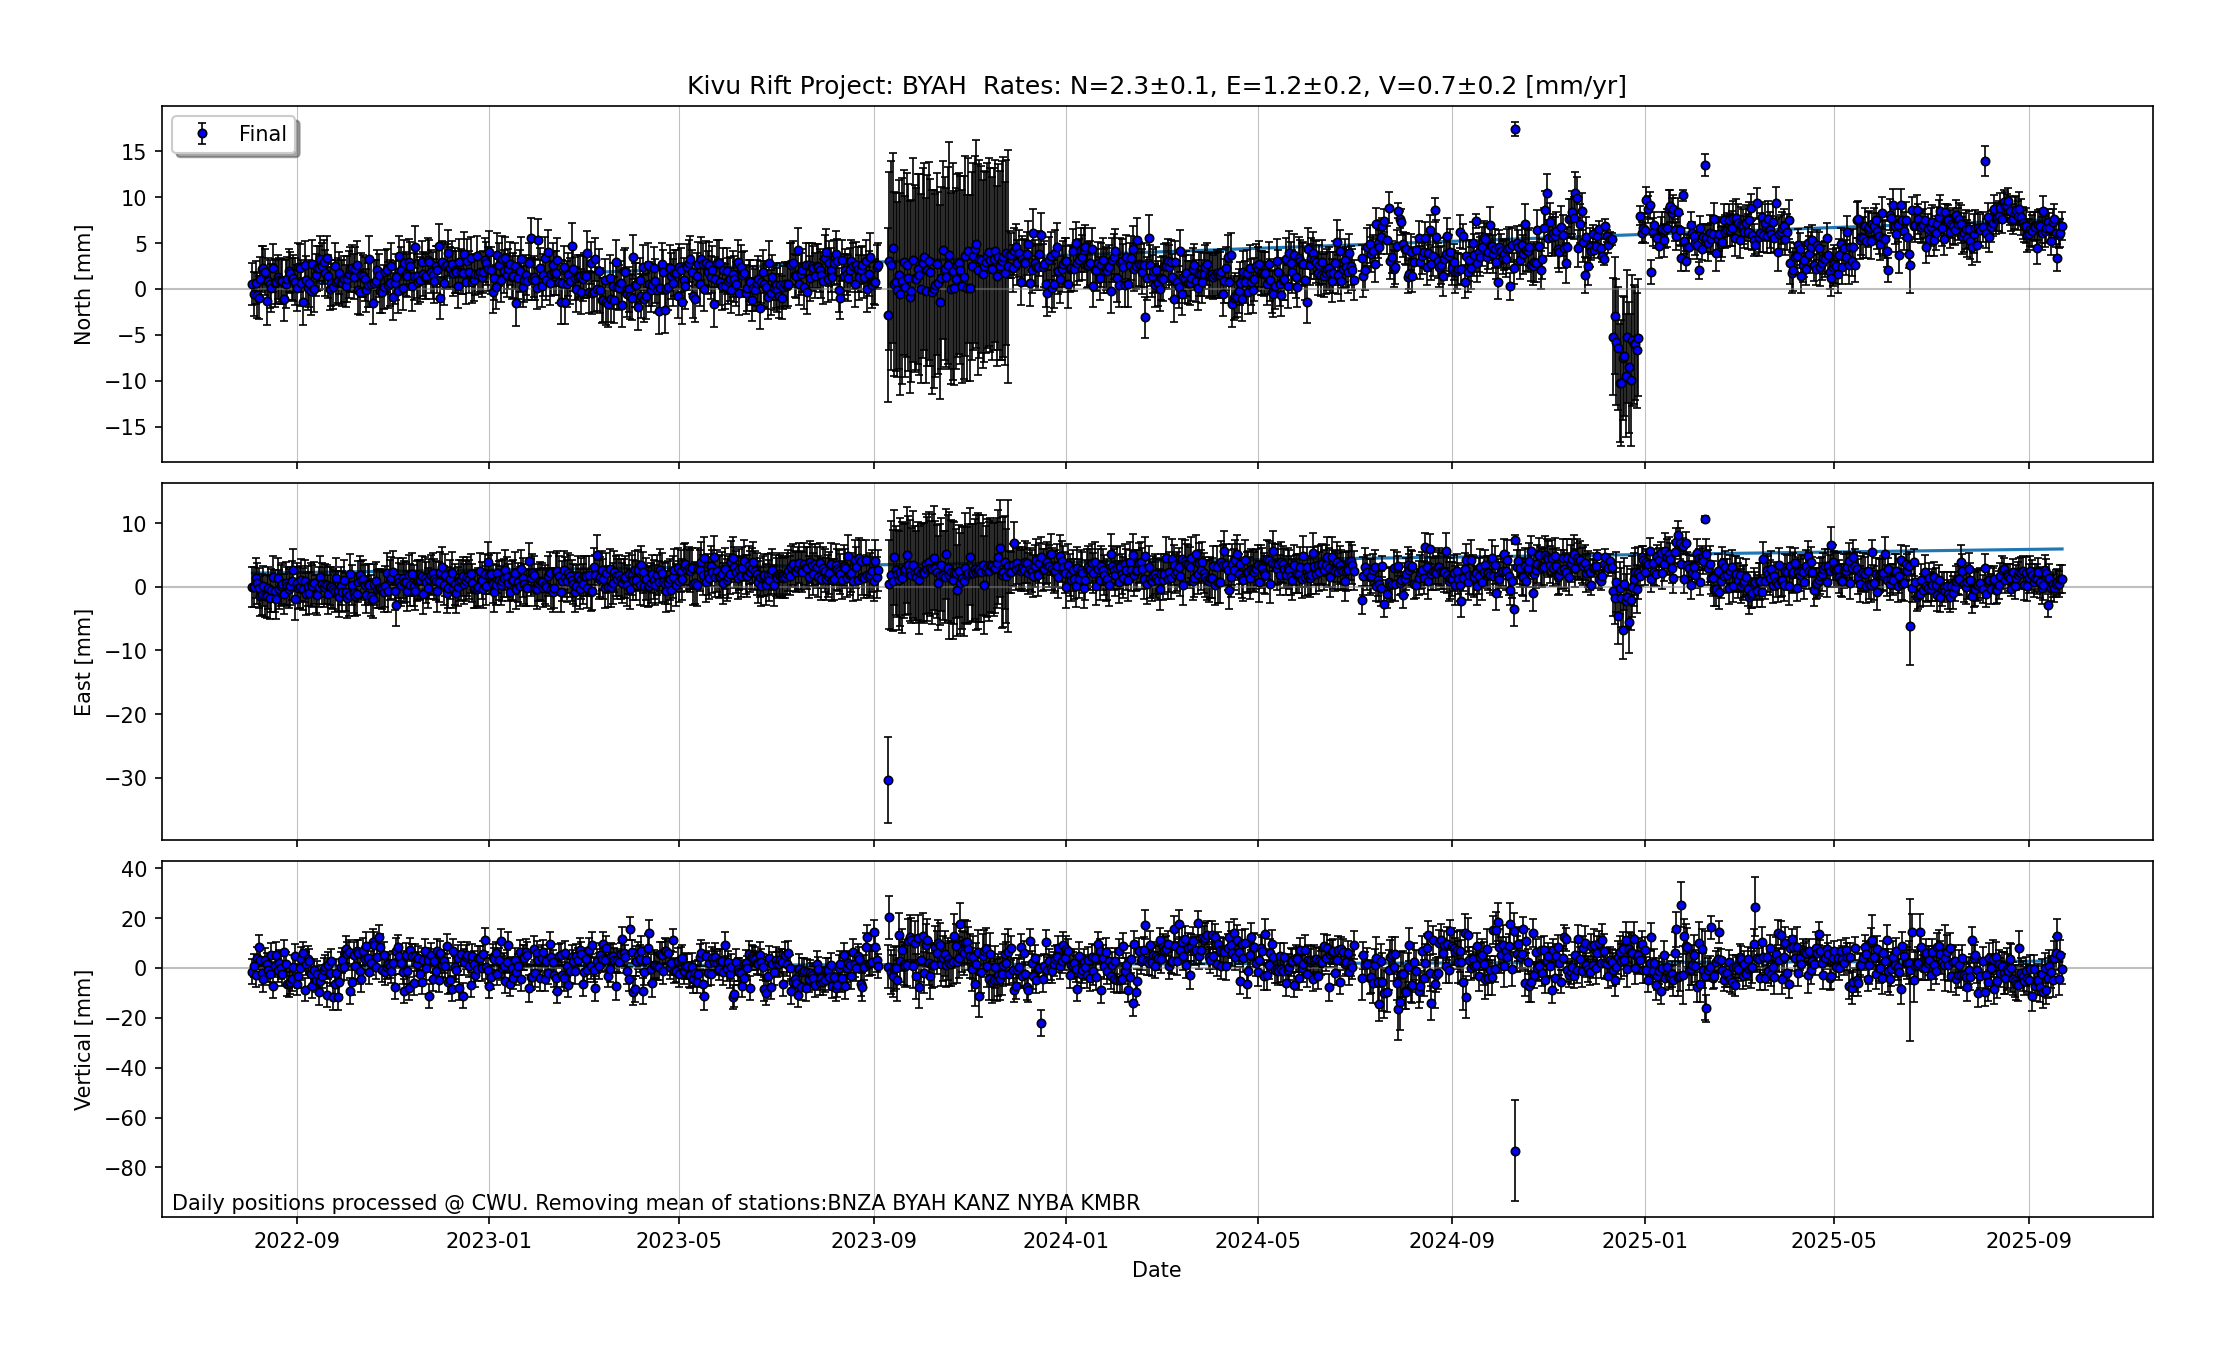 Kivu Rift Project: BYAH  Rates: N=2.3±0.1, E=1.2±0.2, V=0.7±0.2 [mm/yr]
Final
15
10
5
0
−5
−10
−15
North [mm]
10
0
−10
−20
−30
East [mm]
40
20
0
−20
−40
−60
−80
Vertical [mm]
Daily positions processed @ CWU. Removing mean of stations:BNZA BYAH KANZ NYBA KMBR
2022-09 2023-01 2023-05 2023-09 2024-01 2024-05 2024-09 2025-01 2025-05 2025-09
Date